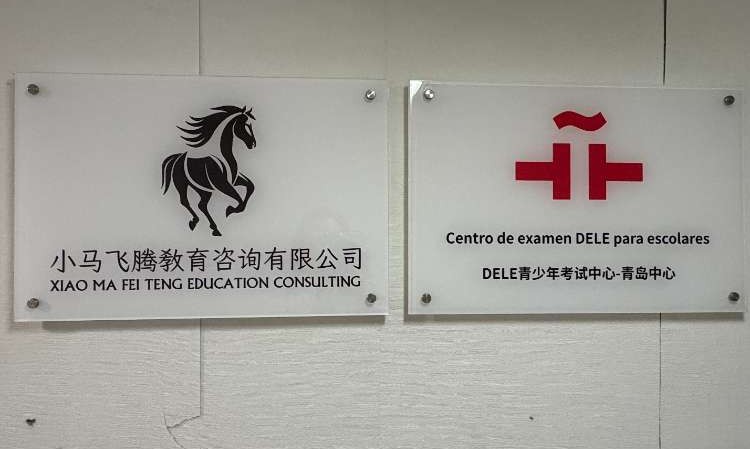 小马飞腾教育咨询有限公司
XIAO MA FEI TENG EDUCATION CONSULTING
Centro de examen DELE para escolares
DELE青少年考试中心-青岛中心